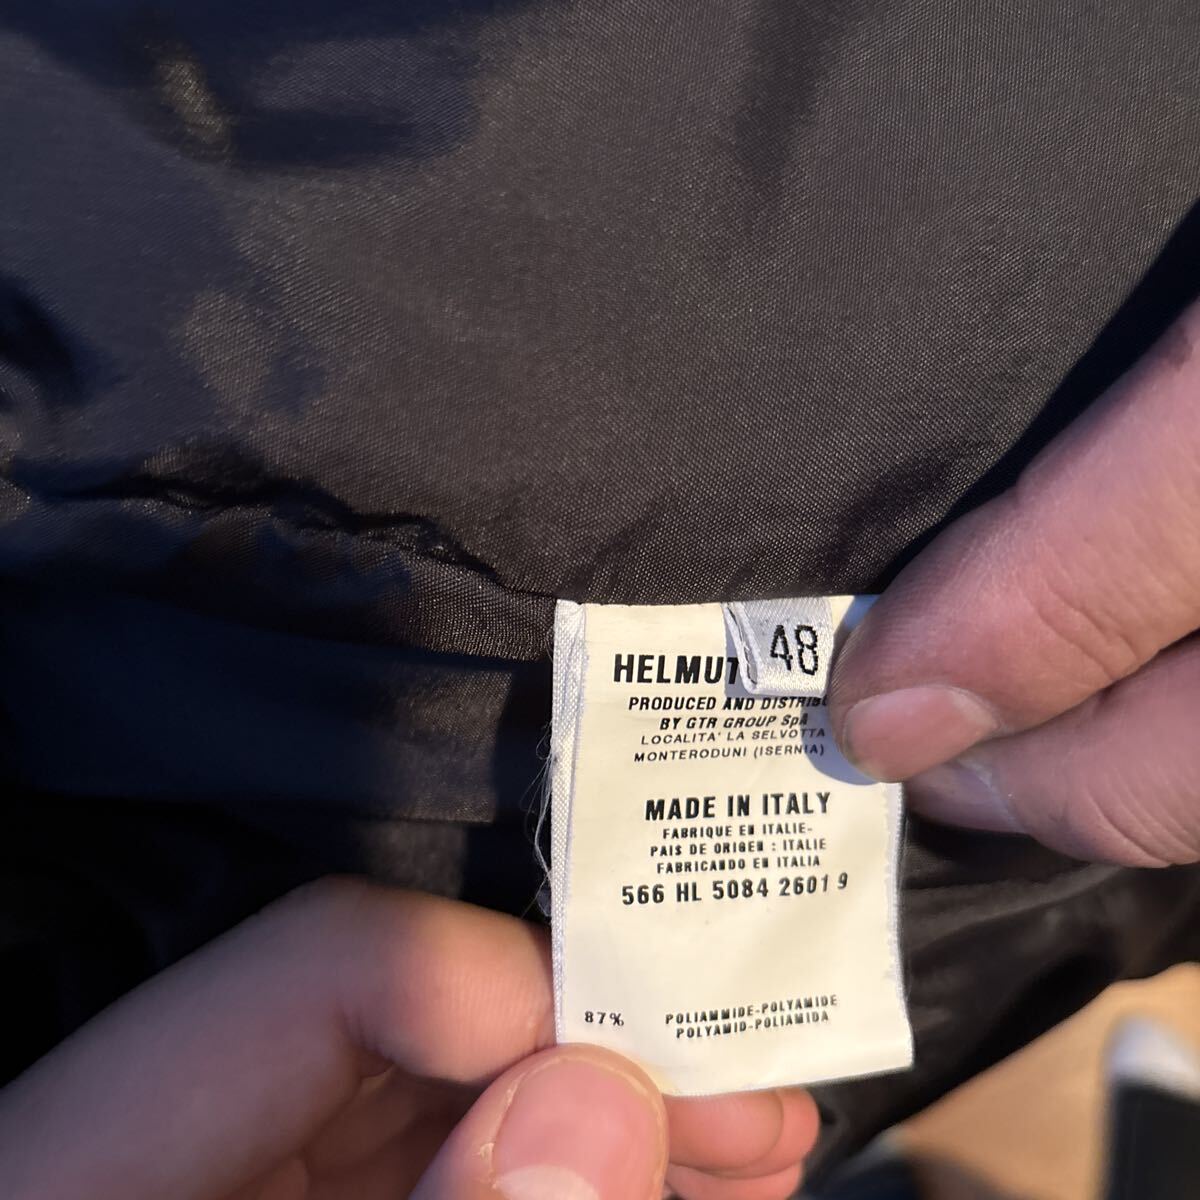 48
HELMUT
PRODUCED AND DISTRIBU
BY GTR GROUP SpA
LOCALITA' LA SELVOTTA
MONTERODUNI (ISERNIA)
MADE IN ITALY
FABRIQUE EN ITALIE-
PAIS DE ORIGEN : ITALIE
FABRICANDO EN ITALIA
566 HL 5084 2601 9
87% POLIAMMIDE-POLYAMIDE
POLYAMID-POLIAMIDA